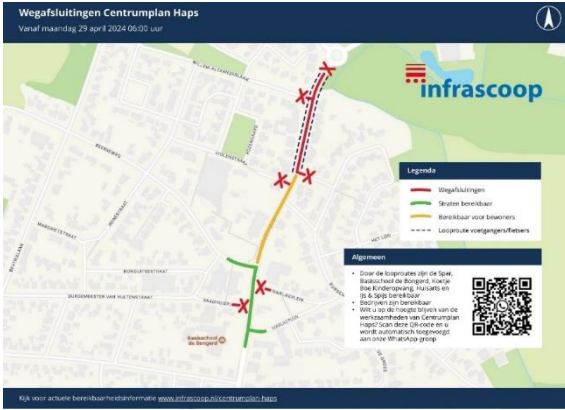 Wegafsluitingen Centrumplan Haps
Vanaf maandag 29 april 2024 06:00 uur
infrascoop
Legenda
Wegafsluitingen
Straten bereikbaar
Bereikbaar voor bewoners
Looproute voetgangers/fietsers
Algemeen
• Door de looproutes zijn de Spar,
Basisschool de Bongerd, Koetje
Boe Kinderopvang, Huisarts en
Ijs & Spijs bereikbaar
• Bedrijven zijn bereikbaar
• Wilt u op de hoogte blijven van de
werkzaamheden van Centrumplan
Haps? Scan deze QR-code en u
wordt automatisch toegevoegd
aan onze WhatsApp-groep
BURGEMEESTER VAN HULTENSTRAAT
RAADHUISPLEIN
Basisschool
de Bongerd
Kijk voor actuele bereikbaarheidsinformatie www.infrascoop.nl/centrumplan-haps